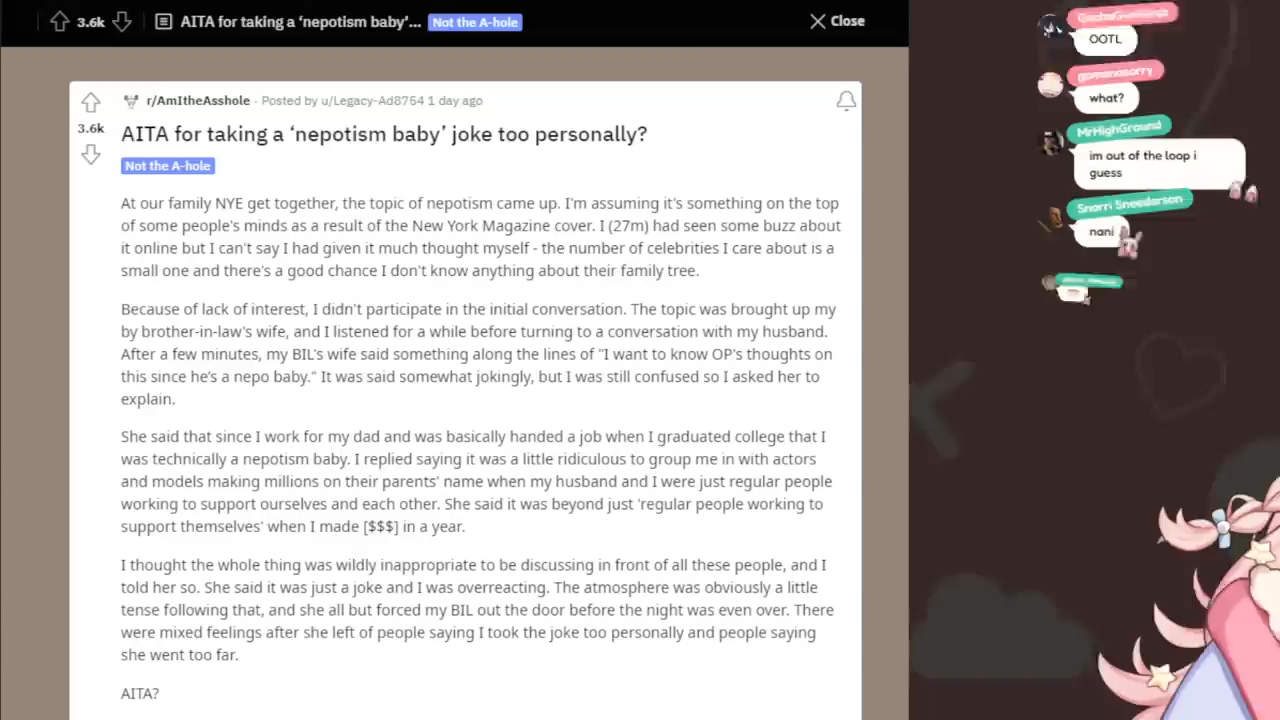 3.6k AITA for taking a ‘nepotism baby’... Not the A-hole Close
r/AmItheAsshole · Posted by u/Legacy-Ad8754 1 day ago
3.6k
AITA for taking a ‘nepotism baby’ joke too personally?
Not the A-hole
At our family NYE get together, the topic of nepotism came up. I'm assuming it's something on the top
of some people's minds as a result of the New York Magazine cover. I (27m) had seen some buzz about
it online but I can't say I had given it much thought myself - the number of celebrities I care about is a
small one and there's a good chance I don't know anything about their family tree.
Because of lack of interest, I didn't participate in the initial conversation. The topic was brought up my
by brother-in-law's wife, and I listened for a while before turning to a conversation with my husband.
After a few minutes, my BIL's wife said something along the lines of "I want to know OP's thoughts on
this since he's a nepo baby." It was said somewhat jokingly, but I was still confused so I asked her to
explain.
She said that since I work for my dad and was basically handed a job when I graduated college that I
was technically a nepotism baby. I replied saying it was a little ridiculous to group me in with actors
and models making millions on their parents' name when my husband and I were just regular people
working to support ourselves and each other. She said it was beyond just 'regular people working to
support themselves' when I made [$$$] in a year.
I thought the whole thing was wildly inappropriate to be discussing in front of all these people, and I
told her so. She said it was just a joke and I was overreacting. The atmosphere was obviously a little
tense following that, and she all but forced my BIL out the door before the night was even over. There
were mixed feelings after she left of people saying I took the joke too personally and people saying
she went too far.
AITA?
OOTL
gomenasorry
what?
MrHighGround
im out of the loop i
guess
Snorri Sneederson
nani